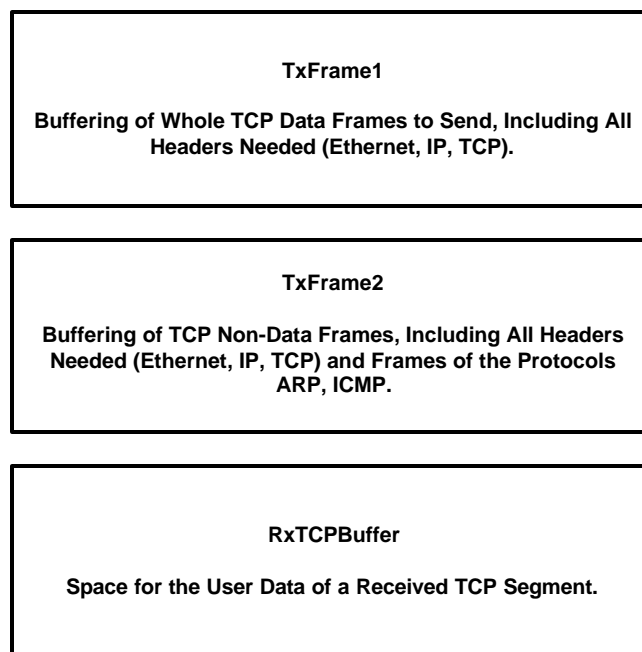 TxFrame1
Buffering of Whole TCP Data Frames to Send, Including All
Headers Needed (Ethernet, IP, TCP).
TxFrame2
Buffering of TCP Non-Data Frames, Including All Headers
Needed (Ethernet, IP, TCP) and Frames of the Protocols
ARP, ICMP.
RxTCPBuffer
Space for the User Data of a Received TCP Segment.